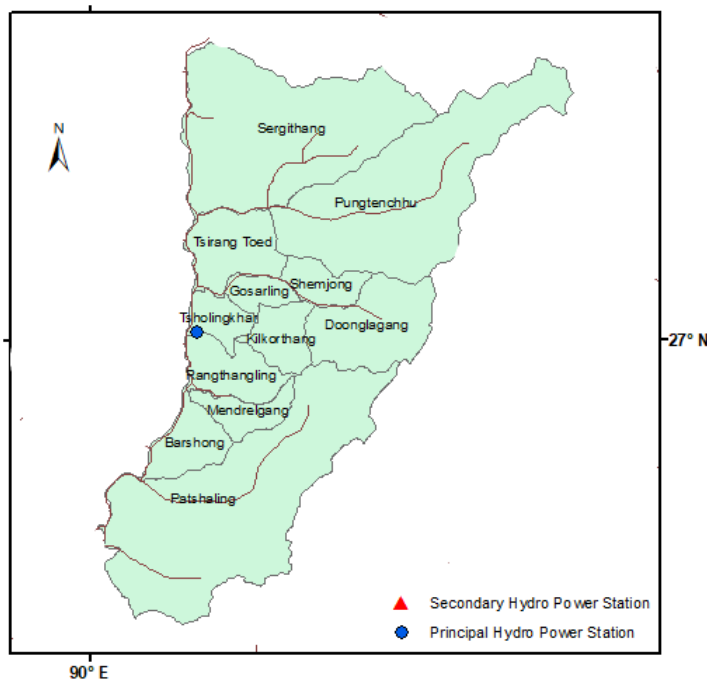 N
Sergithang
Pungtenchhu
Tsirang Toed
Shemjong
Gosarling
Tsholingkhar
Doonglagang
Kilkorthang
27° N
Rangthangling
Mendrelgang
Barshong
Patshaling
Secondary Hydro Power Station
Principal Hydro Power Station
90° E